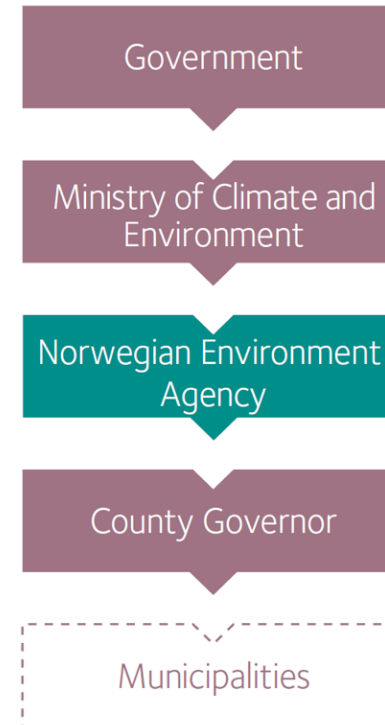 Government
Ministry of Climate and
Environment
Norwegian Environment
Agency
County Governor
Municipalities